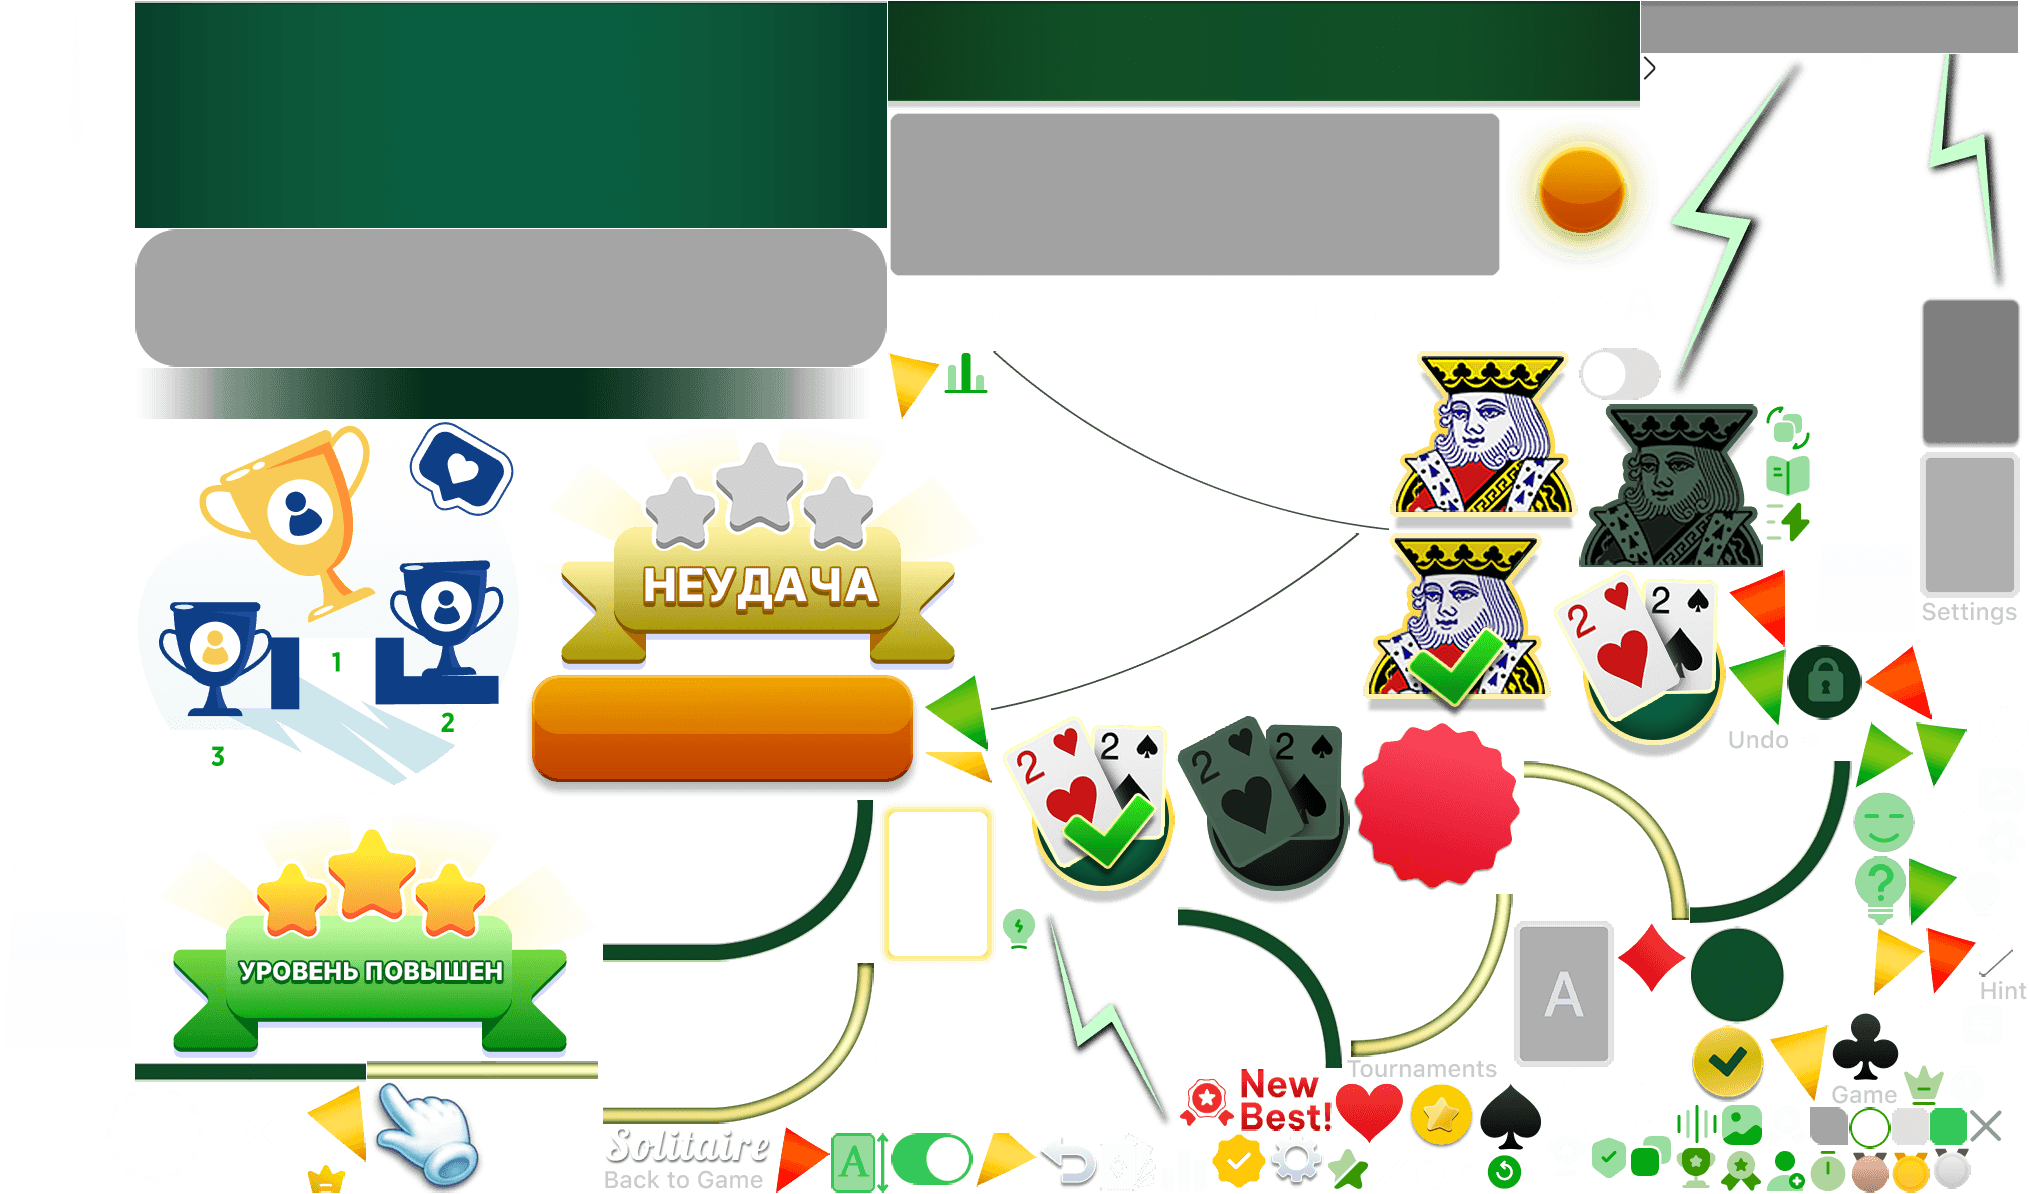 НЕУДАЧА
1
2
3
Settings
2
2
Undo
2
2
2
2
УРОВЕНЬ ПОВЫШЕН
A
Hint
Tournaments
New
Best!
Game
Solitaire
Back to Game
A